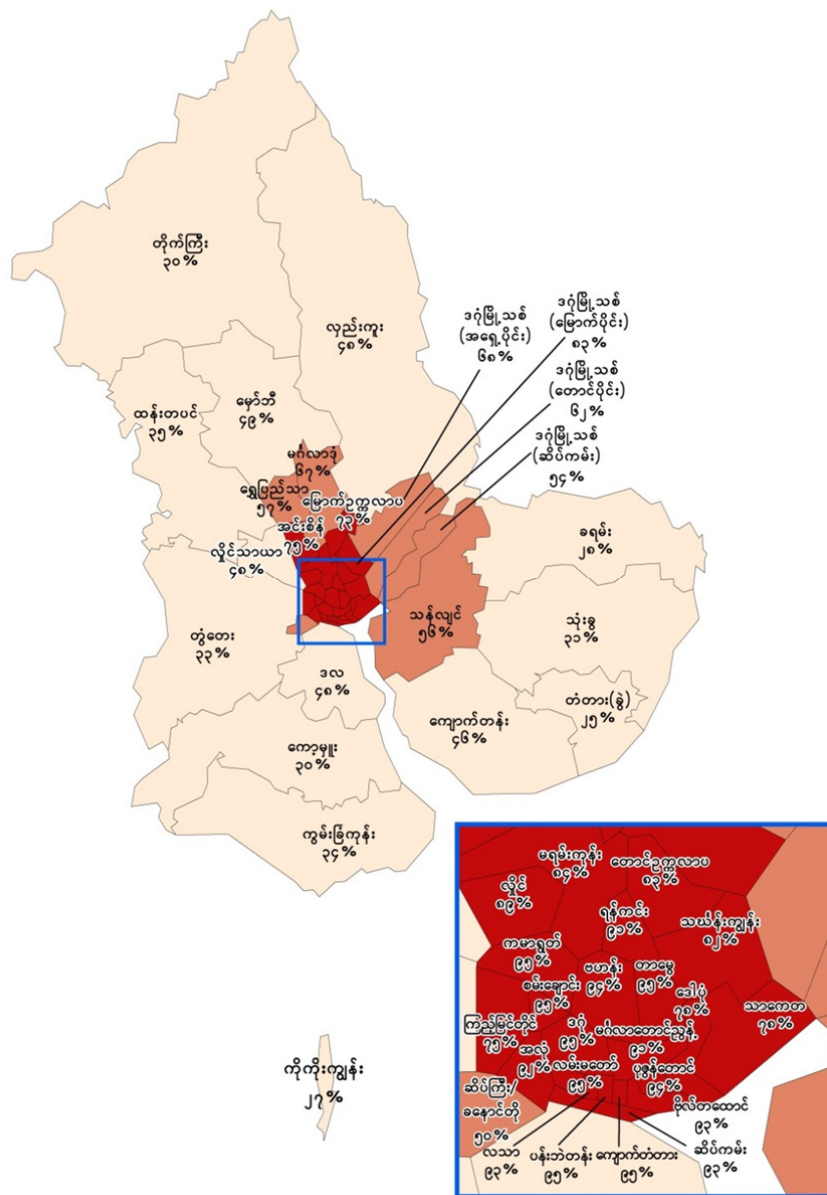 တိုက်ကြီး
၃၀%
လှည်းကူး
၄၈%
ဒဂုံမြို့သစ်
(အရှေ့ပိုင်း)
၆၈%
ဒဂုံမြို့သစ်
(မြောက်ပိုင်း)
၈၃%
ဒဂုံမြို့သစ်
(တောင်ပိုင်း)
၆၂%
ဒဂုံမြို့သစ်
(ဆိပ်ကမ်း)
၅၄%
ထန်းတပင်
၃၅%
မှော်ဘီ
၄၉%
မင်္ဂလာဒုံ
၆၇%
ရွှေပြည်သာ
၅၇%
မြောက်ဥက္ကလာပ
၇၃%
အင်းစိန်
၇၅%
လှိုင်သာယာ
၄၈%
ခရမ်း
၂၈%
သုံးခွ
၃၁%
သန်လျင်
၅၆%
တွံတေး
၃၃%
ဒလ
၄၈%
တံတား(ခွဲ)
၂၅%
ကျောက်တန်း
၄၆%
ကော့မှူး
၃၀%
ကွမ်းခြံကုန်း
၃၄%
ကိုကိုးကျွန်း
၂၇%
မရမ်းကုန်း
၈၄%
တောင်ဥက္ကလာပ
၈၃%
လှိုင်
၈၉%
ရန်ကင်း
၉၁%
သင်္ဃန်းကျွန်း
၈၂%
ကမာရွတ်
၉၅%
ဗဟန်း
၉၄%
တာမွေ
၉၅%
စမ်းချောင်း
၉၅%
ဒေါပုံ
၇၈%
သာကေတ
၇၈%
ကြည့်မြင်တိုင်
၇၅%
ဒဂုံ
၉၅%
မင်္ဂလာတောင်ညွန့်
၉၁%
အလုံ
၉၂%
လမ်းမတော်
၉၅%
ပုဇွန်တောင်
၉၄%
ဆိပ်ကြီး/
ခနောင်တို
၅၀%
ဗိုလ်တထောင်
၉၃%
လသာ
၉၃%
ပန်းဘဲတန်း
၉၅%
ကျောက်တံတား
၉၅%
ဆိပ်ကမ်း
၉၃%